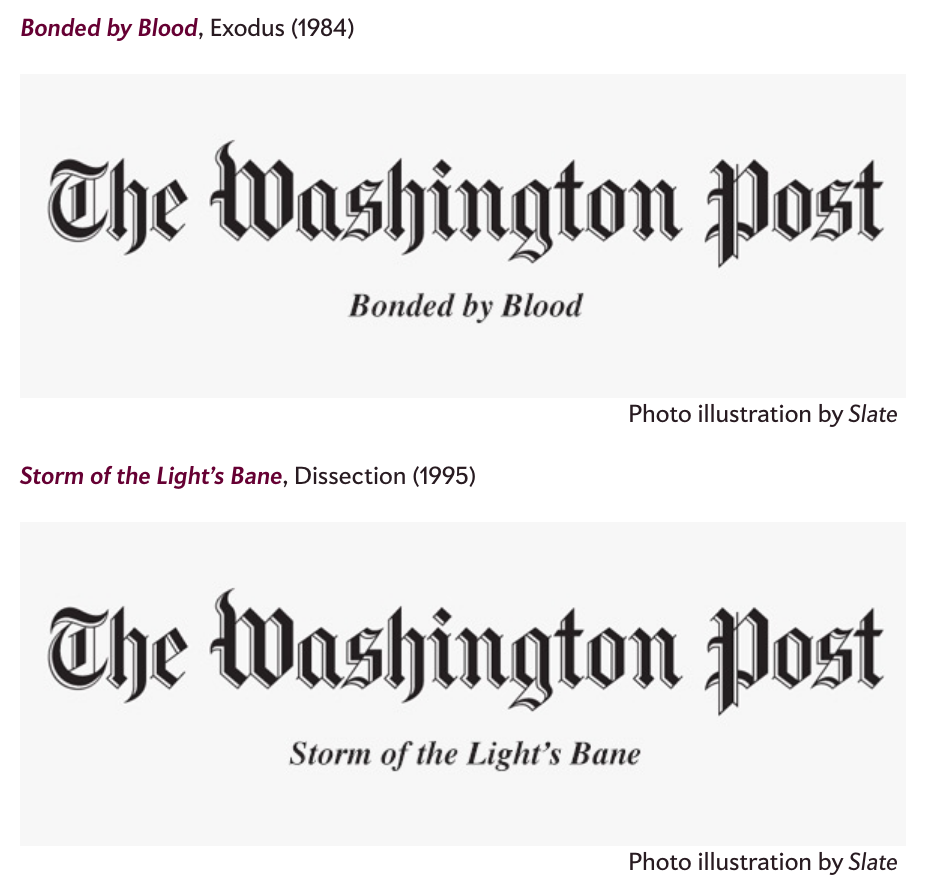 Bonded by Blood, Exodus (1984)
The Washington Post
Bonded by Blood
Photo illustration by Slate
Storm of the Light’s Bane, Dissection (1995)
The Washington Post
Storm of the Light’s Bane
Photo illustration by Slate